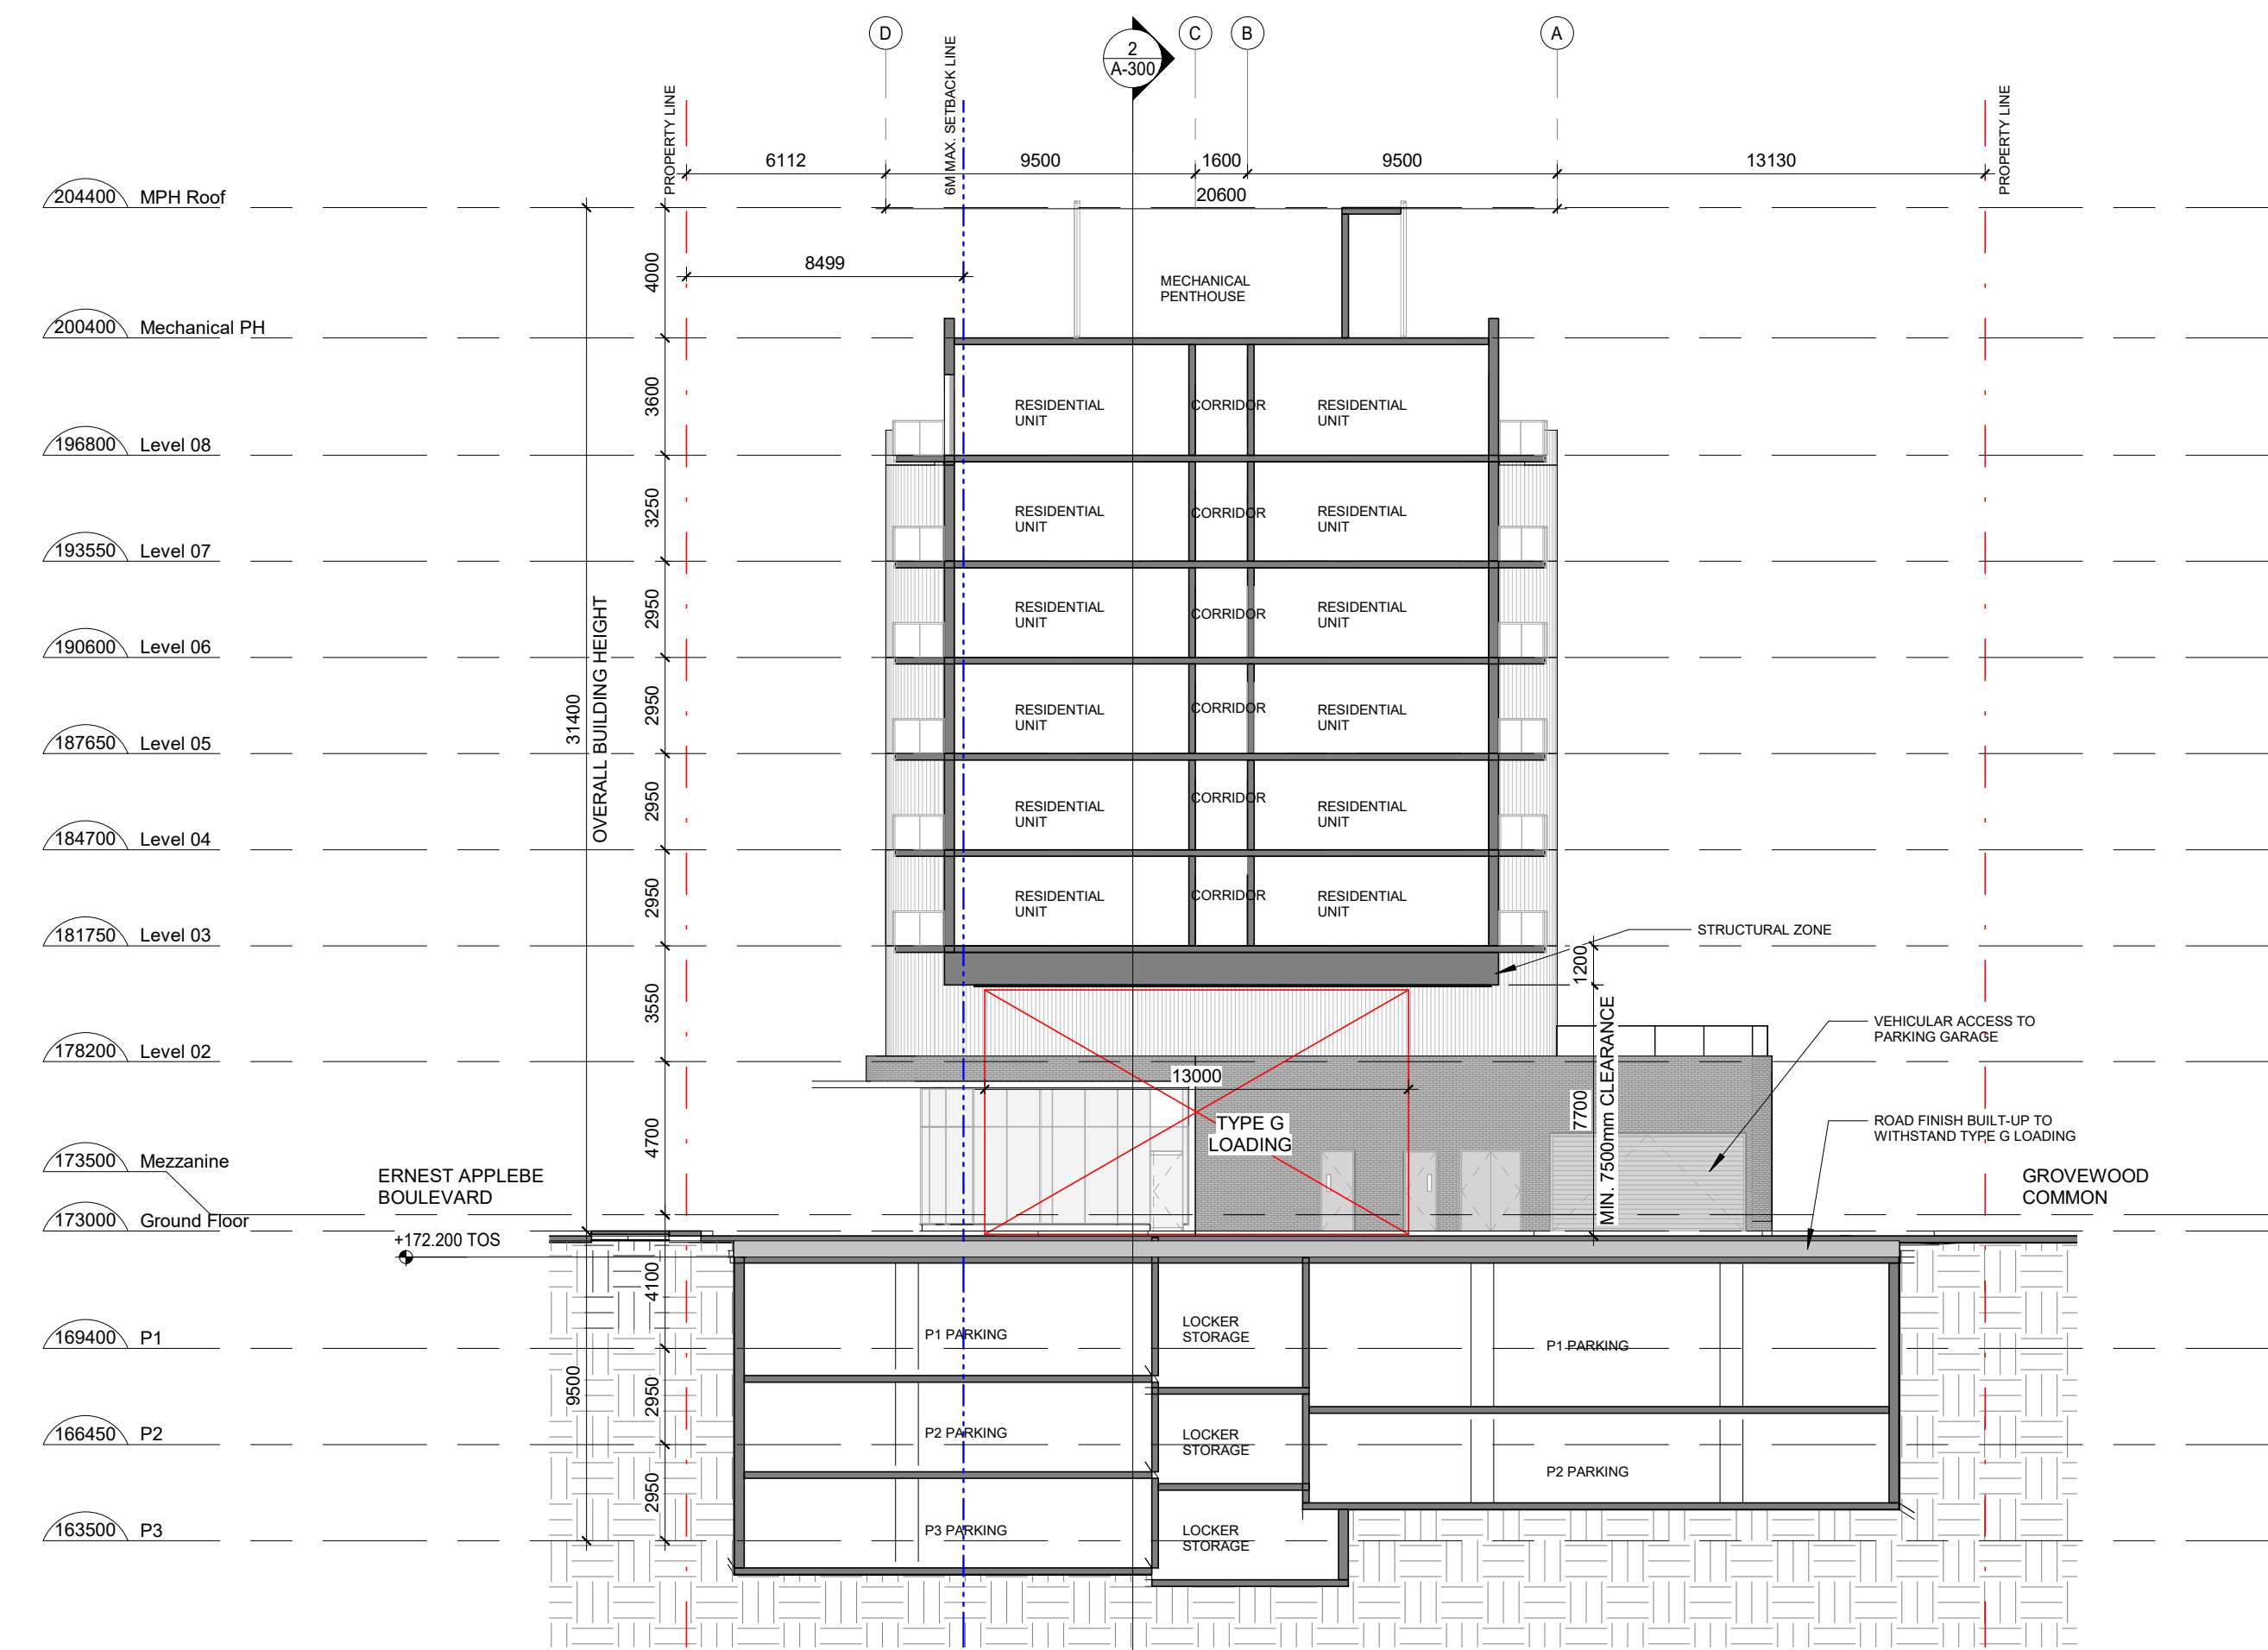 D
C
B
A
2
A-300
PROPERTY LINE
6M MAX. SETBACK LINE
PROPERTY LINE
6112
9500
1600
9500
13130
20600
8499
204400 MPH Roof
4000
MECHANICAL
PENTHOUSE
200400 Mechanical PH
3600
RESIDENTIAL
UNIT
CORRIDOR
RESIDENTIAL
UNIT
196800 Level 08
3250
RESIDENTIAL
UNIT
CORRIDOR
RESIDENTIAL
UNIT
193550 Level 07
2950
RESIDENTIAL
UNIT
CORRIDOR
RESIDENTIAL
UNIT
190600 Level 06
31400
OVERALL BUILDING HEIGHT
2950
RESIDENTIAL
UNIT
CORRIDOR
RESIDENTIAL
UNIT
187650 Level 05
2950
RESIDENTIAL
UNIT
CORRIDOR
RESIDENTIAL
UNIT
184700 Level 04
2950
RESIDENTIAL
UNIT
CORRIDOR
RESIDENTIAL
UNIT
181750 Level 03
STRUCTURAL ZONE
1200
3550
178200 Level 02
VEHICULAR ACCESS TO
PARKING GARAGE
13000
7700
MIN. 7500mm CLEARANCE
TYPE G
LOADING
4700
ROAD FINISH BUILT-UP TO
WITHSTAND TYPE G LOADING
173500 Mezzanine
ERNEST APPLEBE
BOULEVARD
GROVEWOOD
COMMON
173000 Ground Floor
+172.200 TOS
4100
169400 P1
P1 PARKING
LOCKER
STORAGE
P1 PARKING
9500
2950
166450 P2
P2 PARKING
LOCKER
STORAGE
P2 PARKING
2950
163500 P3
P3 PARKING
LOCKER
STORAGE